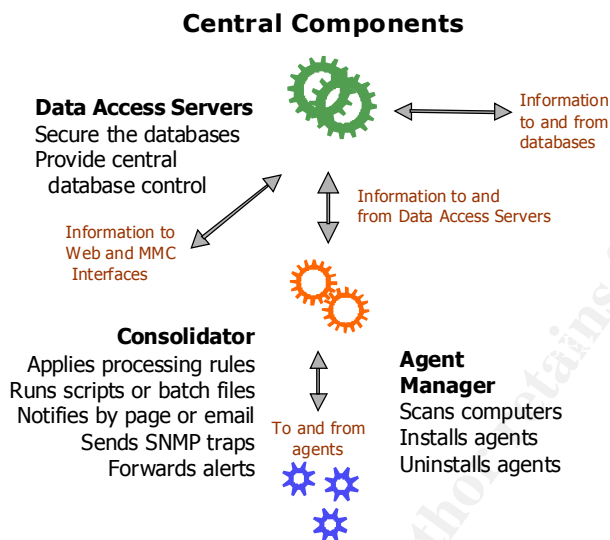 Central Components
Data Access Servers
Secure the databases
Provide central
database control
Information
to and from
databases
Information to
Web and MMC
Interfaces
Information to and
from Data Access Servers
Consolidator
Applies processing rules
Runs scripts or batch files
Notifies by page or email
Sends SNMP traps
Forwards alerts
To and from
agents
Agent
Manager
Scans computers
Installs agents
Uninstalls agents
thor retains